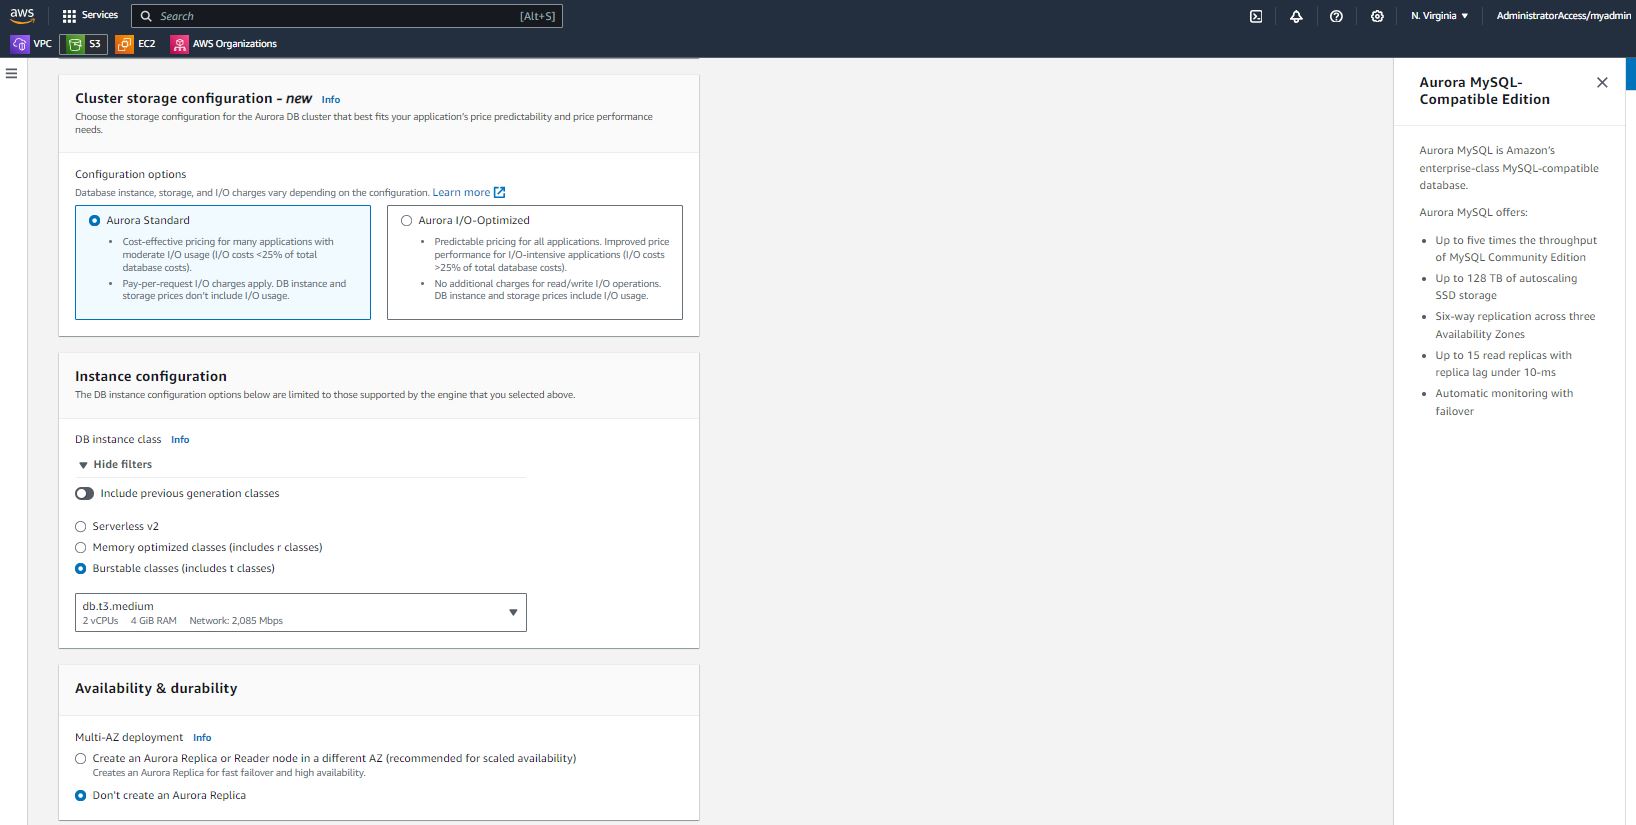 aws
Services
Search
[Alt+S]
N. Virginia
AdministratorAccess/myadmin
VPC
S3
EC2
AWS Organizations
Cluster storage configuration - new Info
Choose the storage configuration for the Aurora DB cluster that best fits your application's price predictability and price performance
needs.
Configuration options
Database instance, storage, and I/O charges vary depending on the configuration. Learn more
Aurora Standard
• Cost-effective pricing for many applications with
moderate I/O usage (I/O costs <25% of total
database costs).
• Pay-per-request I/O charges apply. DB instance and
storage prices don't include I/O usage.
Aurora I/O-Optimized
• Predictable pricing for all applications. Improved price
performance for I/O-intensive applications (I/O costs
>25% of total database costs).
• No additional charges for read/write I/O operations.
DB instance and storage prices include I/O usage.
Instance configuration
The DB instance configuration options below are limited to those supported by the engine that you selected above.
DB instance class Info
Hide filters
Include previous generation classes
Serverless v2
Memory optimized classes (includes r classes)
Burstable classes (includes t classes)
db.t3.medium
2 vCPUs 4 GiB RAM Network: 2,085 Mbps
Availability & durability
Multi-AZ deployment Info
Create an Aurora Replica or Reader node in a different AZ (recommended for scaled availability)
Creates an Aurora Replica for fast failover and high availability.
Don't create an Aurora Replica
Aurora MySQL-
Compatible Edition
Aurora MySQL is Amazon's
enterprise-class MySQL-compatible
database.
Aurora MySQL offers:
• Up to five times the throughput
of MySQL Community Edition
• Up to 128 TB of autoscaling
SSD storage
• Six-way replication across three
Availability Zones
• Up to 15 read replicas with
replica lag under 10-ms
• Automatic monitoring with
failover